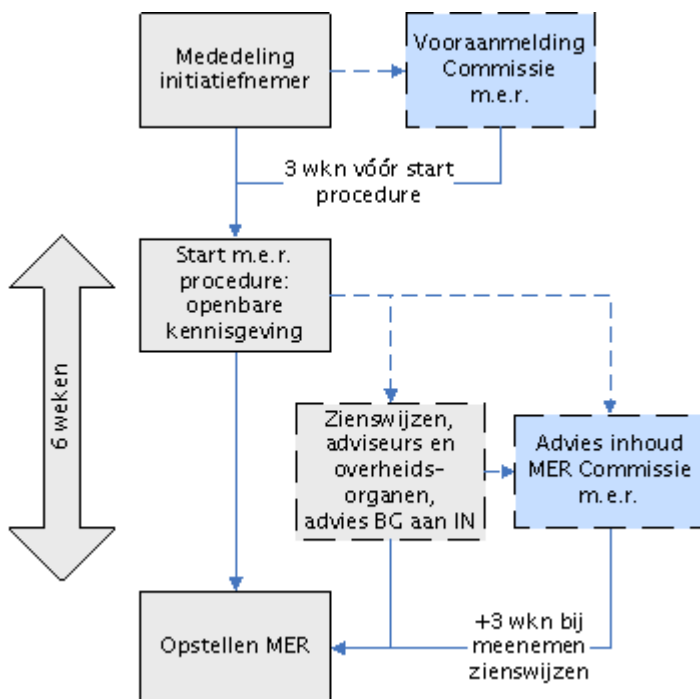 Mededeling
initiatiefnemer
Vooraanmelding
Commissie
m.e.r.
3 wkn vóór start
procedure
Start m.e.r.
procedure:
openbare
kennisgeving
6 weken
Zienswijzen,
adviseurs en
overheids-
organen,
advies BG aan IN
Advies inhoud
MER Commissie
m.e.r.
+3 wkn bij
meenemen
zienswijzen
Opstellen MER